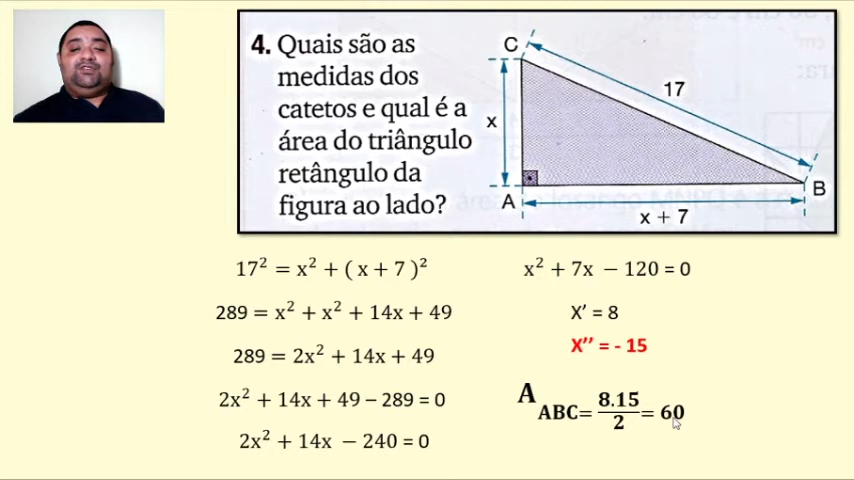 4. Quais são as
medidas dos
catetos e qual é a
área do triângulo
retângulo da
figura ao lado?
C
17
x
A
B
x + 7
17² = x² + ( x + 7 )²
289 = x² + x² + 14x + 49
289 = 2x² + 14x + 49
2x² + 14x + 49 – 289 = 0
2x² + 14x − 240 = 0
x² + 7x − 120 = 0
X’ = 8
X’’ = - 15
A ABC= 8.15/2 = 60